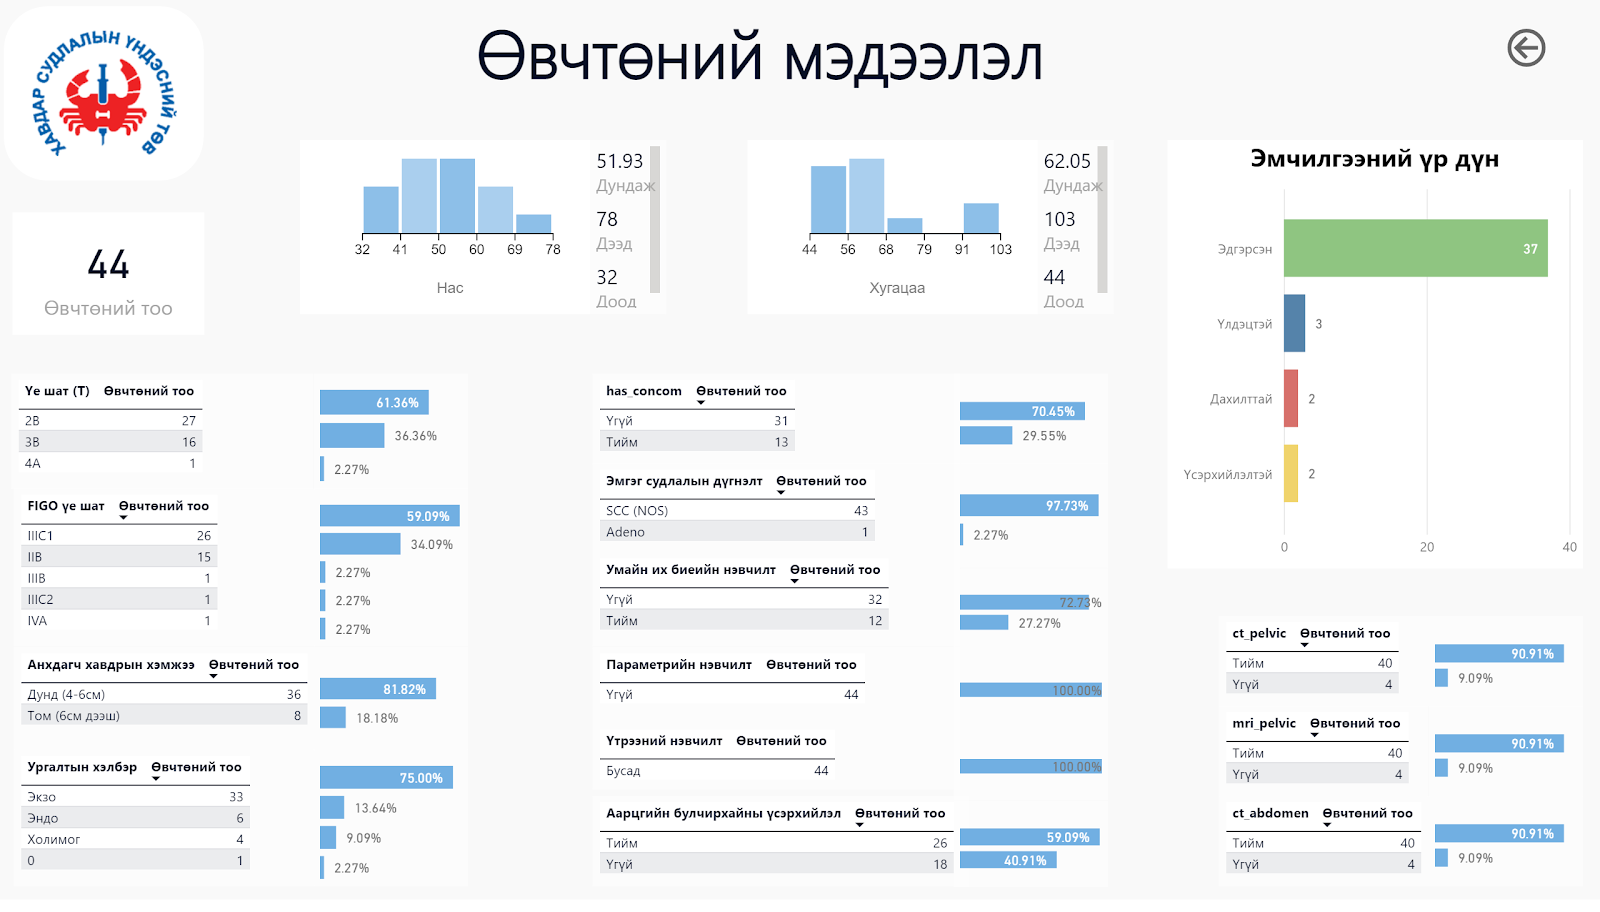 ХАВДАР СУДЛАЛЫН ҮНДЭСНИЙ ТӨВ
Өвчтөний мэдээлэл
44
Өвчтөний тоо
32 41 50 60 69 78
Нас
51.93
Дундаж
78
Дээд
32
Доод
44 56 68 79 91 103
Хугацаа
62.05
Дундаж
103
Дээд
44
Доод
Эмчилгээний үр дүн
Эдгэрсэн 37
Үлдэцтэй 3
Дахилттай 2
Үсэрхийлэлтэй 2
0 20 40
Үе шат (Т) Өвчтөний тоо
2B 27
3B 16
4A 1
61.36%
36.36%
2.27%
FIGO үе шат Өвчтөний тоо
IIIC1 26
IIB 15
IIIB 1
IIIC2 1
IVA 1
59.09%
34.09%
2.27%
2.27%
2.27%
Анхдагч хавдрын хэмжээ Өвчтөний тоо
Дунд (4-6см) 36
Том (6см дээш) 8
81.82%
18.18%
Ургалтын хэлбэр Өвчтөний тоо
Экзо 33
Эндо 6
Холимог 4
0 1
75.00%
13.64%
9.09%
2.27%
has_concom Өвчтөний тоо
Үгүй 31
Тийм 13
70.45%
29.55%
Эмгэг судлалын дүгнэлт Өвчтөний тоо
SCC (NOS) 43
Adeno 1
97.73%
2.27%
Умайн их биеийн нэвчилт Өвчтөний тоо
Үгүй 32
Тийм 12
72.73%
27.27%
Параметрийн нэвчилт Өвчтөний тоо
Үгүй 44
100.00%
Үтрээний нэвчилт Өвчтөний тоо
Бусад 44
100.00%
Аарцгийн булчирхайны үсэрхийлэл Өвчтөний тоо
Тийм 26
Үгүй 18
59.09%
40.91%
ct_pelvic Өвчтөний тоо
Тийм 40
Үгүй 4
90.91%
9.09%
mri_pelvic Өвчтөний тоо
Тийм 40
Үгүй 4
90.91%
9.09%
ct_abdomen Өвчтөний тоо
Тийм 40
Үгүй 4
90.91%
9.09%